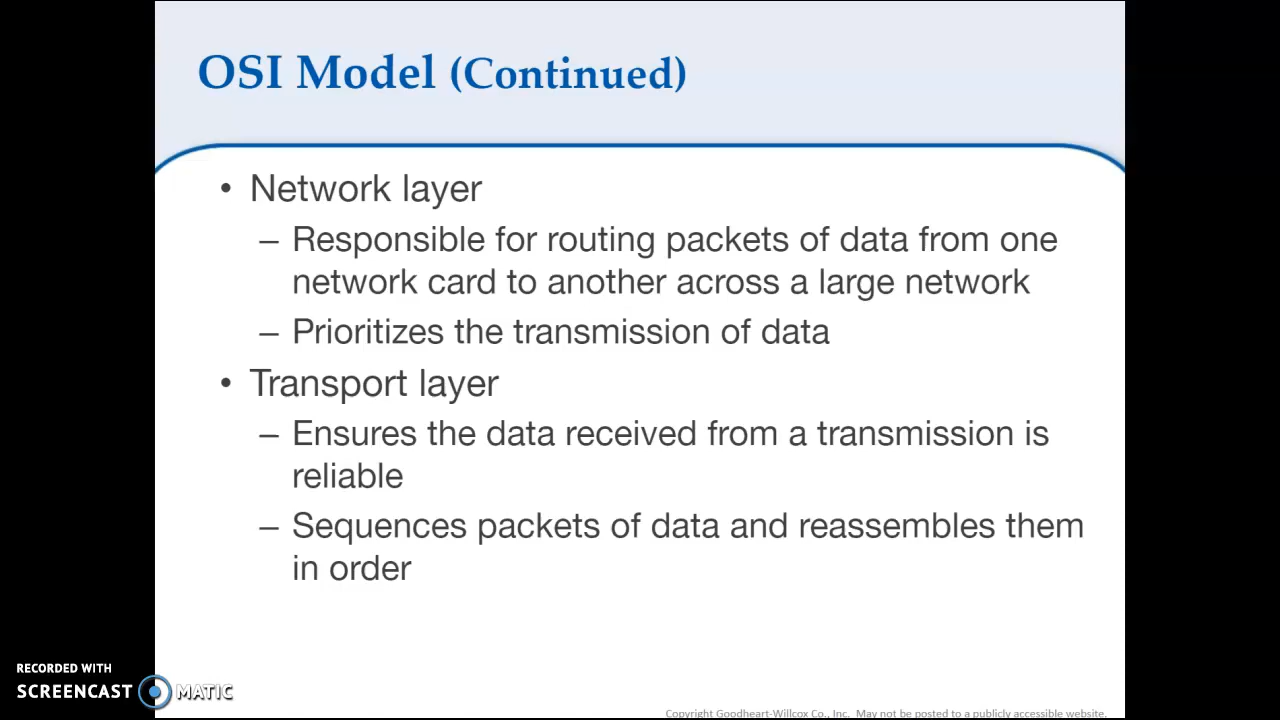 OSI Model (Continued)
• Network layer
– Responsible for routing packets of data from one
network card to another across a large network
– Prioritizes the transmission of data
• Transport layer
– Ensures the data received from a transmission is
reliable
– Sequences packets of data and reassembles them
in order
RECORDED WITH
SCREENCAST MATIC
Copyright Goodheart-Willcox Co., Inc. May not be posted to a publicly accessible website.